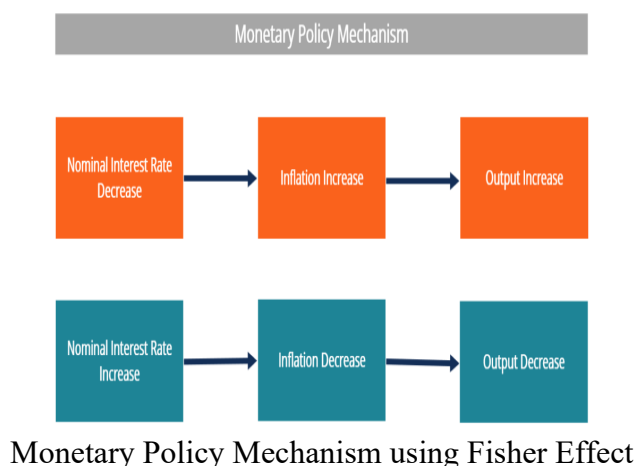 Monetary Policy Mechanism
Nominal Interest Rate
Decrease
Inflation Increase
Output Increase
Nominal Interest Rate
Increase
Inflation Decrease
Output Decrease
Monetary Policy Mechanism using Fisher Effect